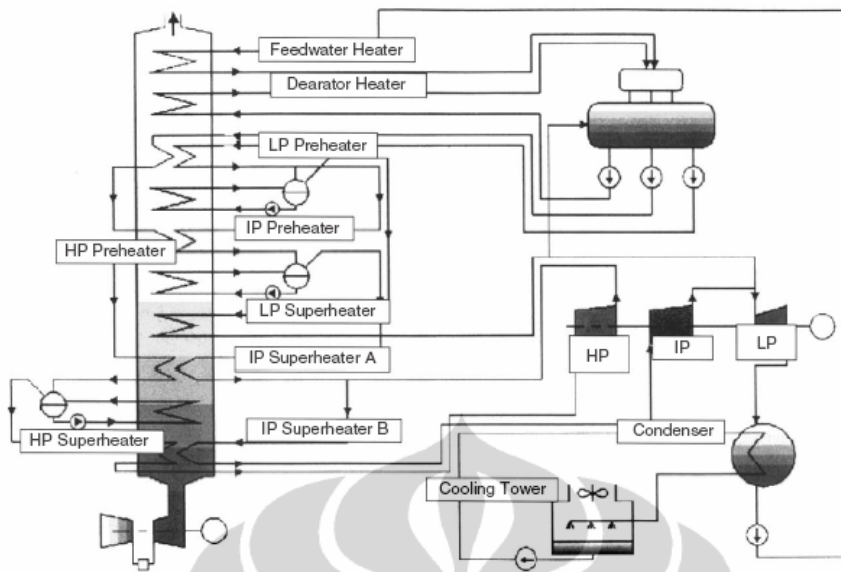 Feedwater Heater
Dearator Heater
LP Preheater
IP Preheater
HP Preheater
LP Superheater
IP Superheater A
HP
IP
LP
IP Superheater B
Condenser
HP Superheater
Cooling Tower